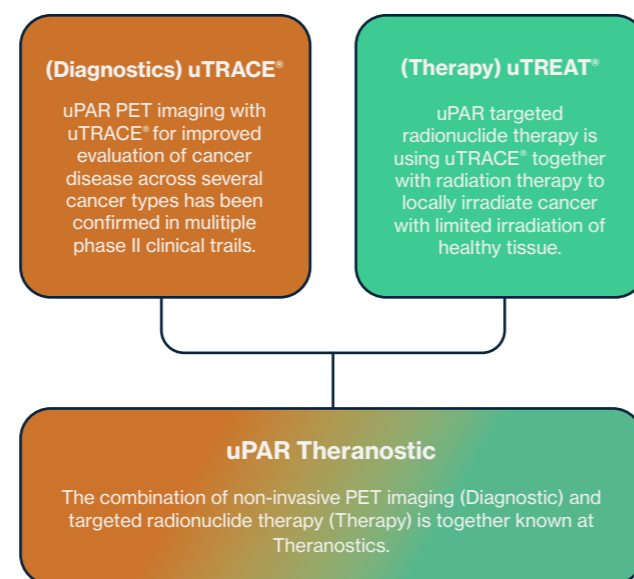 (Diagnostics) uTRACE®
uPAR PET imaging with
uTRACE® for improved
evaluation of cancer
disease across several
cancer types has been
confirmed in mulitiple
phase II clinical trails.
(Therapy) uTREAT®
uPAR targeted
radionuclide therapy is
using uTRACE® together
with radiation therapy to
locally irradiate cancer
with limited irradiation of
healthy tissue.
uPAR Theranostic
The combination of non-invasive PET imaging (Diagnostic) and
targeted radionuclide therapy (Therapy) is together known at
Theranostics.